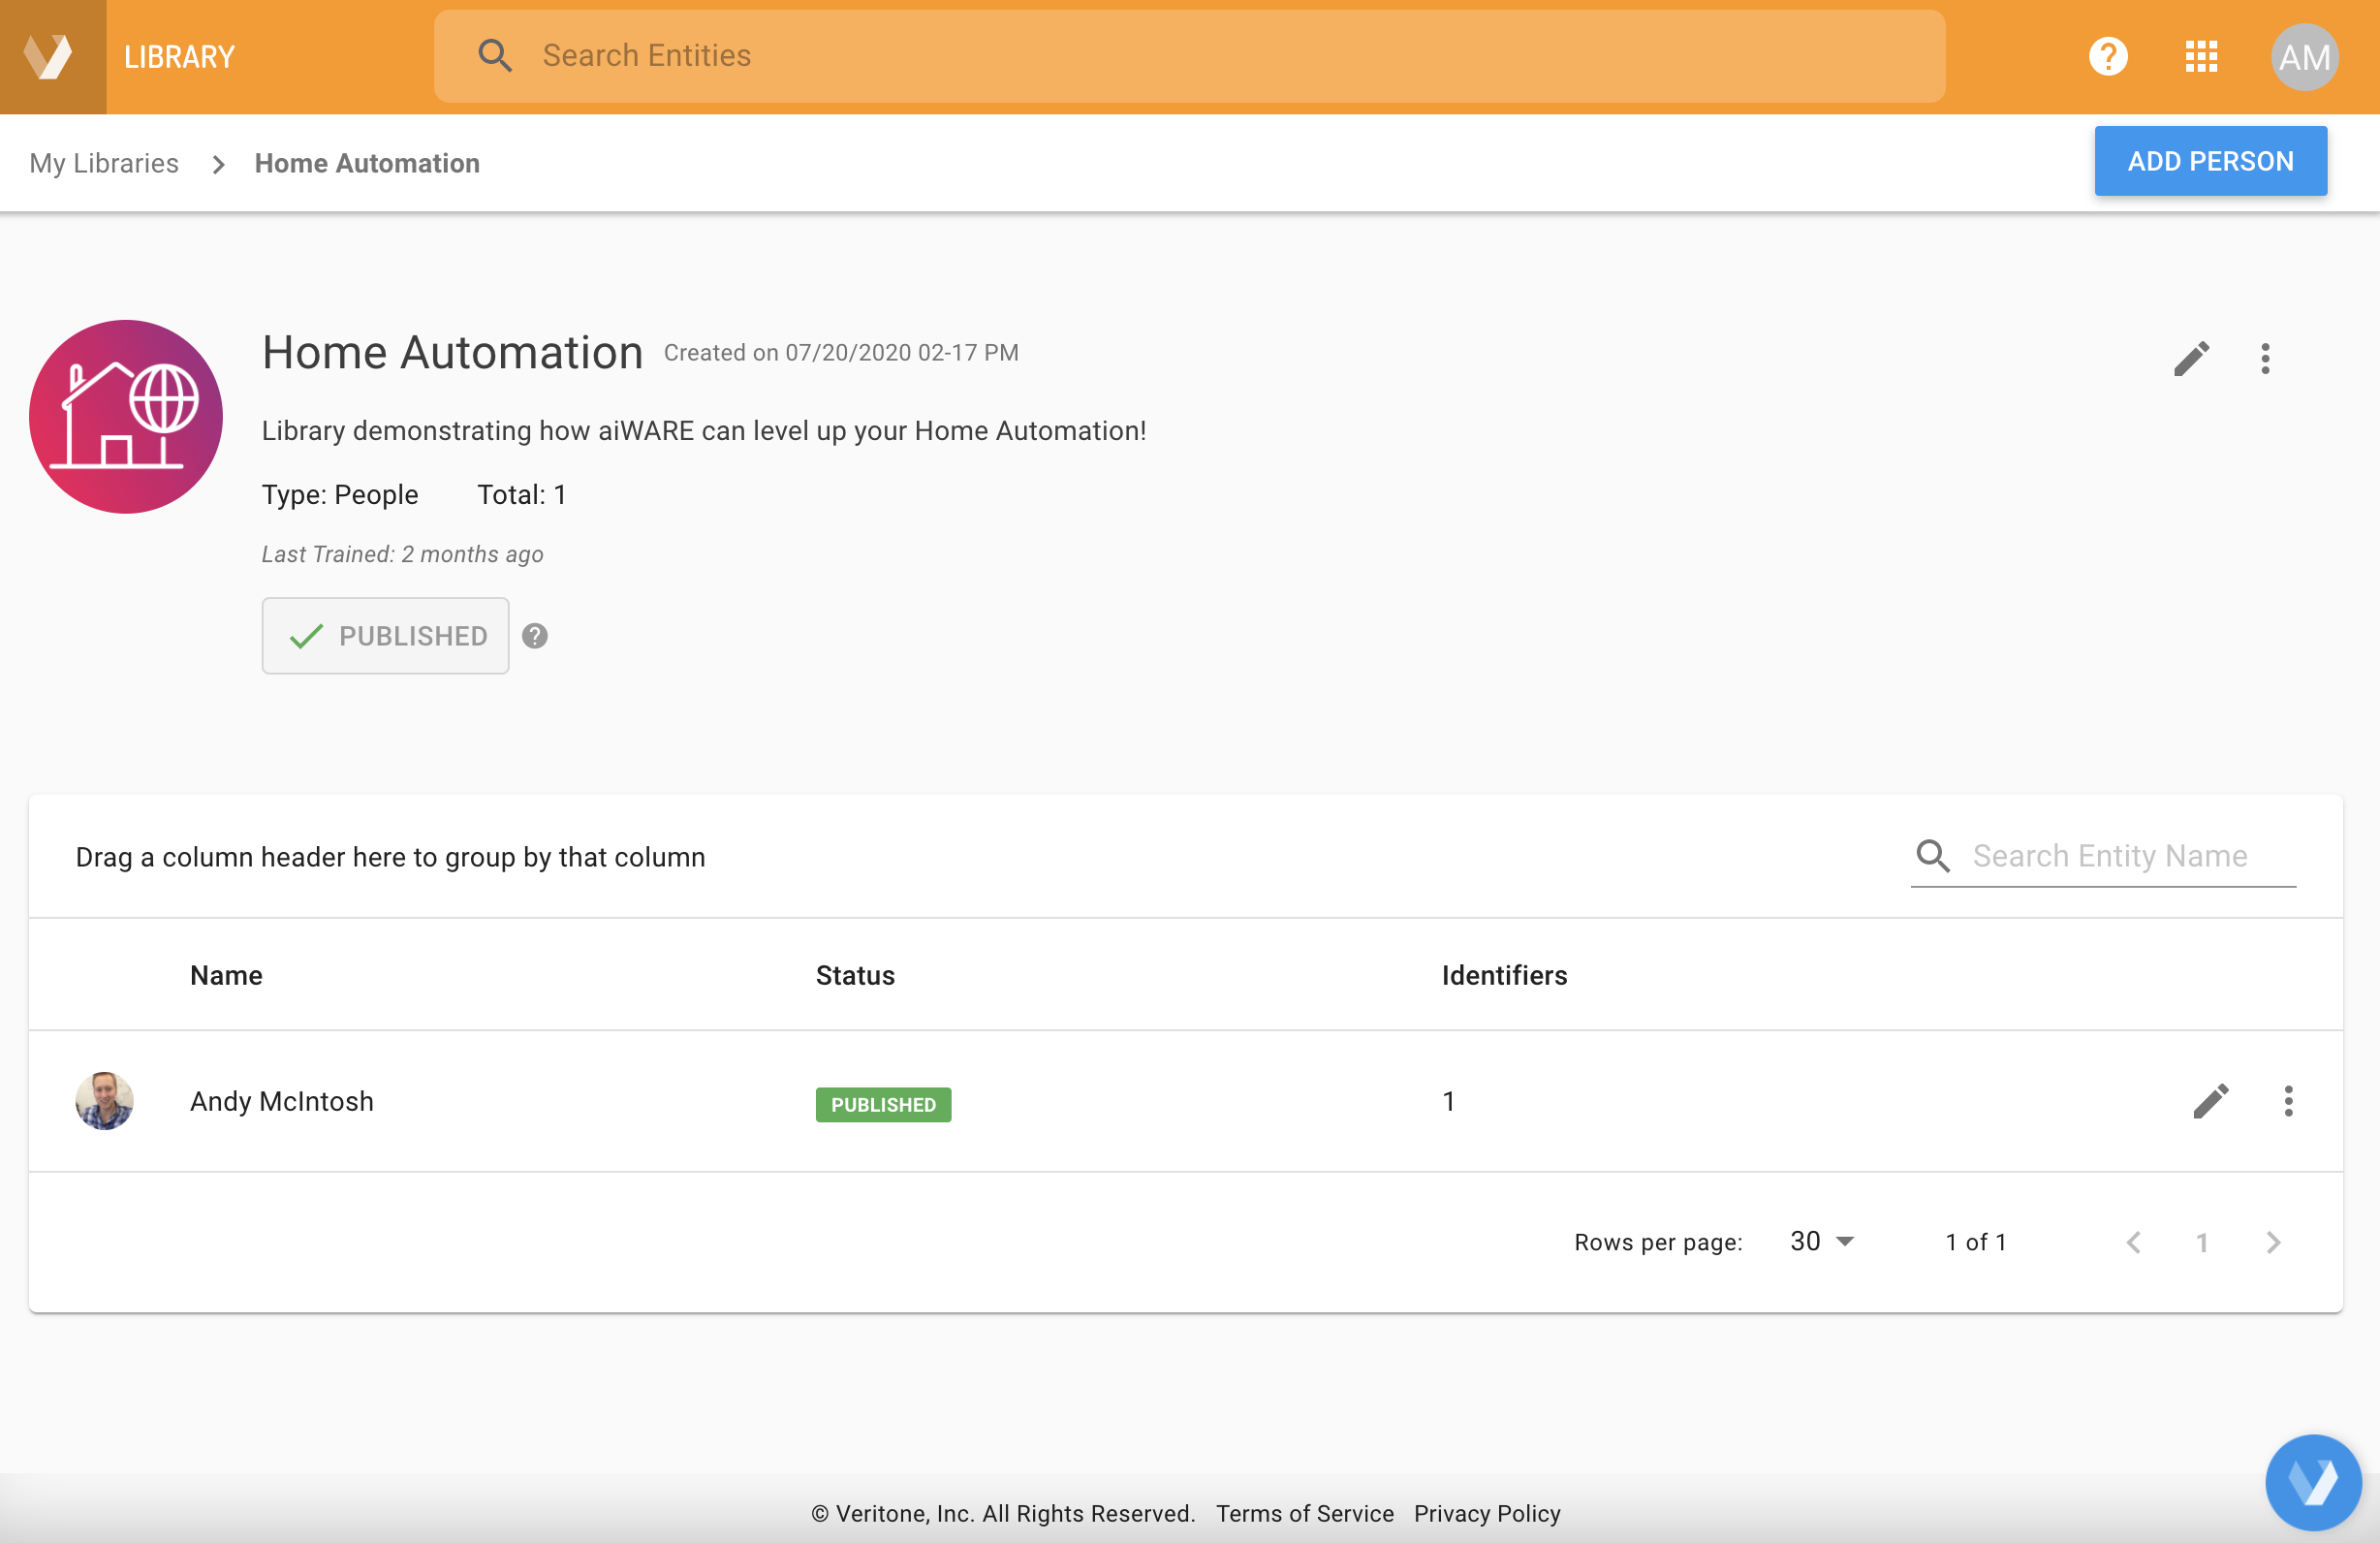 LIBRARY
Search Entities
AM
My Libraries
Home Automation
ADD PERSON
Home Automation
Created on 07/20/2020 02-17 PM
Library demonstrating how aiWARE can level up your Home Automation!
Type: People
Total: 1
Last Trained: 2 months ago
PUBLISHED
Drag a column header here to group by that column
Search Entity Name
Name
Status
Identifiers
Andy McIntosh
PUBLISHED
1
Rows per page:
30
1 of 1
1
© Veritone, Inc. All Rights Reserved.
Terms of Service
Privacy Policy